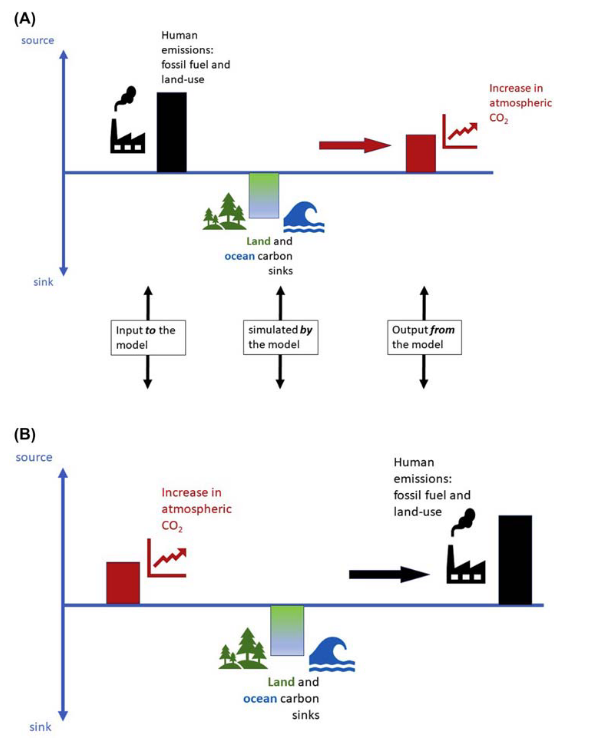 (A)
source
Human
emissions:
fossil fuel and
land-use
Increase in
atmospheric
CO₂
Land and
ocean carbon
sinks
sink
Input to the
model
simulated by
the model
Output from
the model
(B)
source
Increase in
atmospheric
CO₂
Human
emissions:
fossil fuel and
land-use
Land and
ocean carbon
sinks
sink